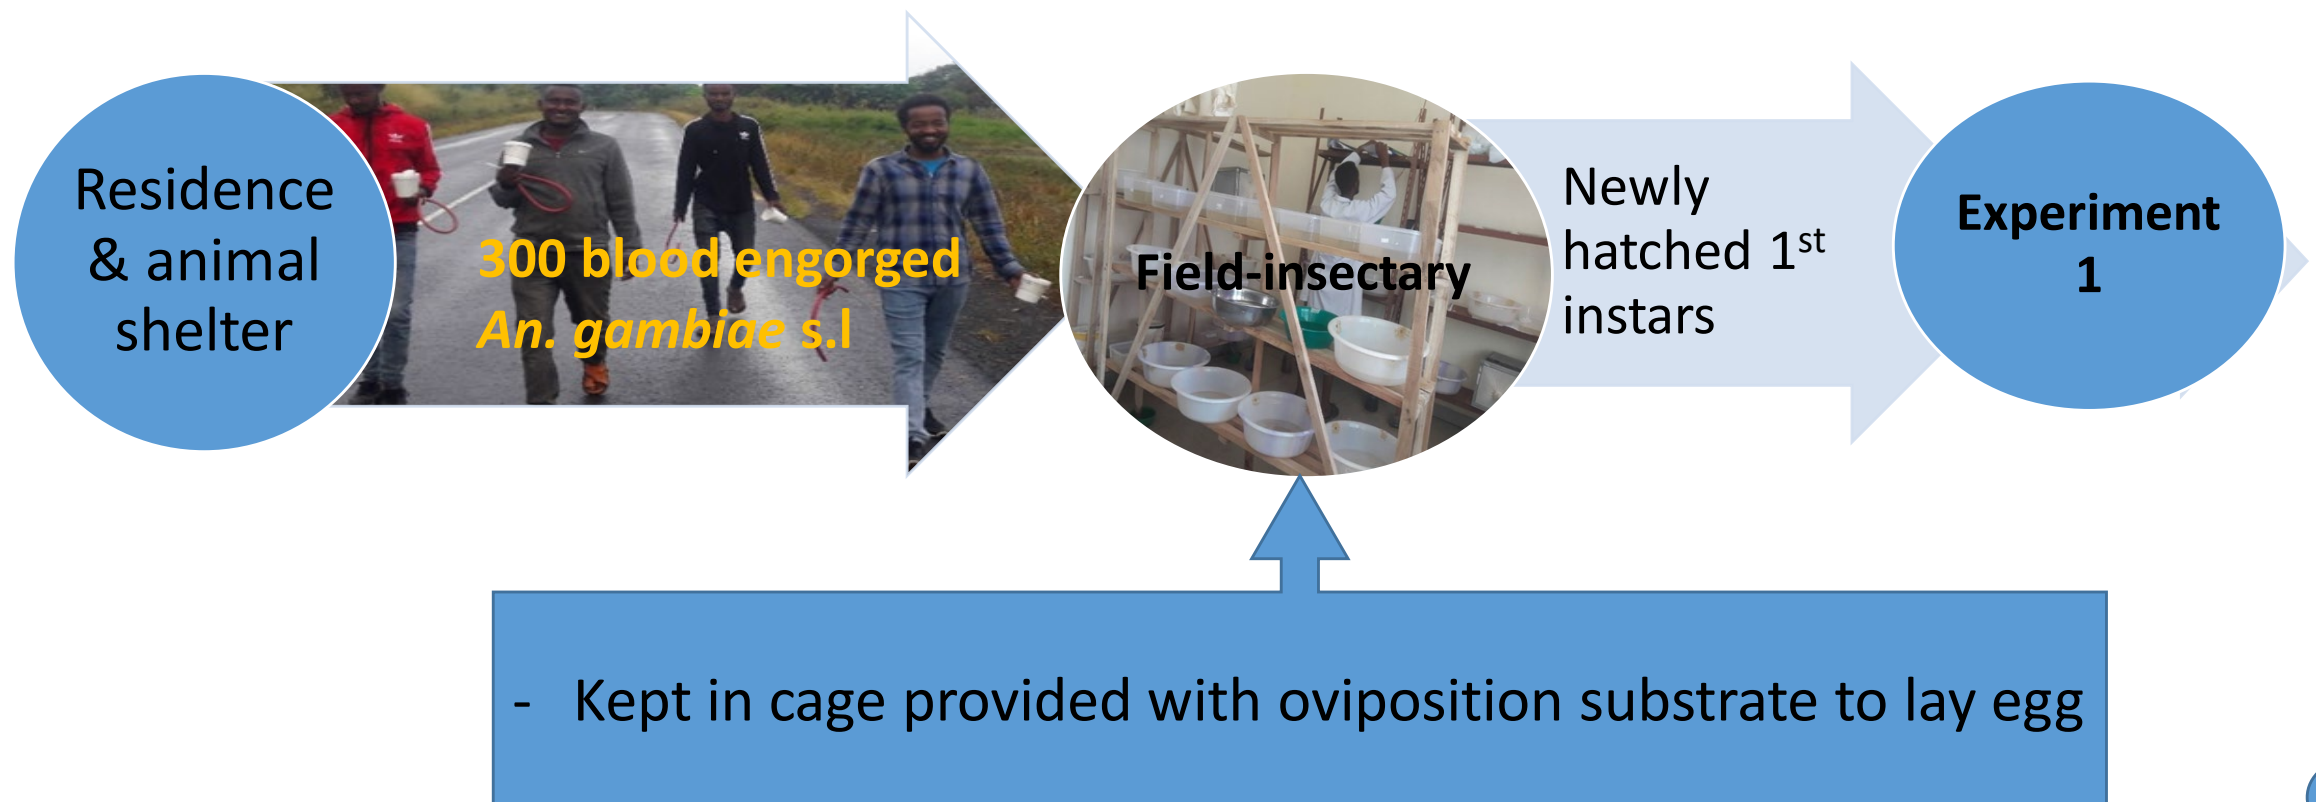 Residence
& animal
shelter
300 blood engorged
An. gambiae s.l
Field-insectary
Newly
hatched 1st
instars
Experiment
1
- Kept in cage provided with oviposition substrate to lay egg